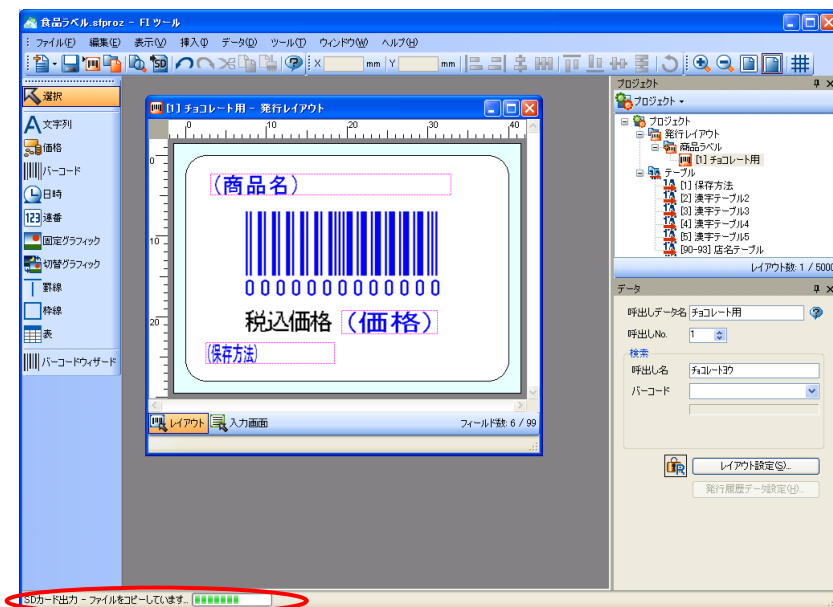 食品ラベル.sfproz - FI ツール
ファイル(F) 編集(E) 表示(V) 挿入(I) データ(D) ツール(T) ウィンドウ(W) ヘルプ(H)
SD X mm Y mm
選択
文字列
価格
バーコード
日時
123 連番
固定グラフィック
切替グラフィック
罫線
枠線
表
バーコードウィザード
[1] チョコレート用 - 発行レイアウト
0 10 20 30 40
0
10
20
(商品名)
0000000000000
税込価格 (価格)
(保存方法)
レイアウト 入力画面 フィールド数: 6 / 99
プロジェクト
プロジェクト
プロジェクト
発行レイアウト
商品ラベル
[1] チョコレート用
テーブル
[1] 保存方法
[2] 漢字テーブル2
[3] 漢字テーブル3
[4] 漢字テーブル4
[5] 漢字テーブル5
[90-93] 店名テーブル
レイアウト数: 1 / 5000
データ
呼出しデータ名 チョコレート用
呼出しNo. 1
検索
呼出し名 チョコレートヨウ
バーコード
R レイアウト設定(S)...
発行履歴データ設定(H)...
SDカード出力 - ファイルをコピーしています...